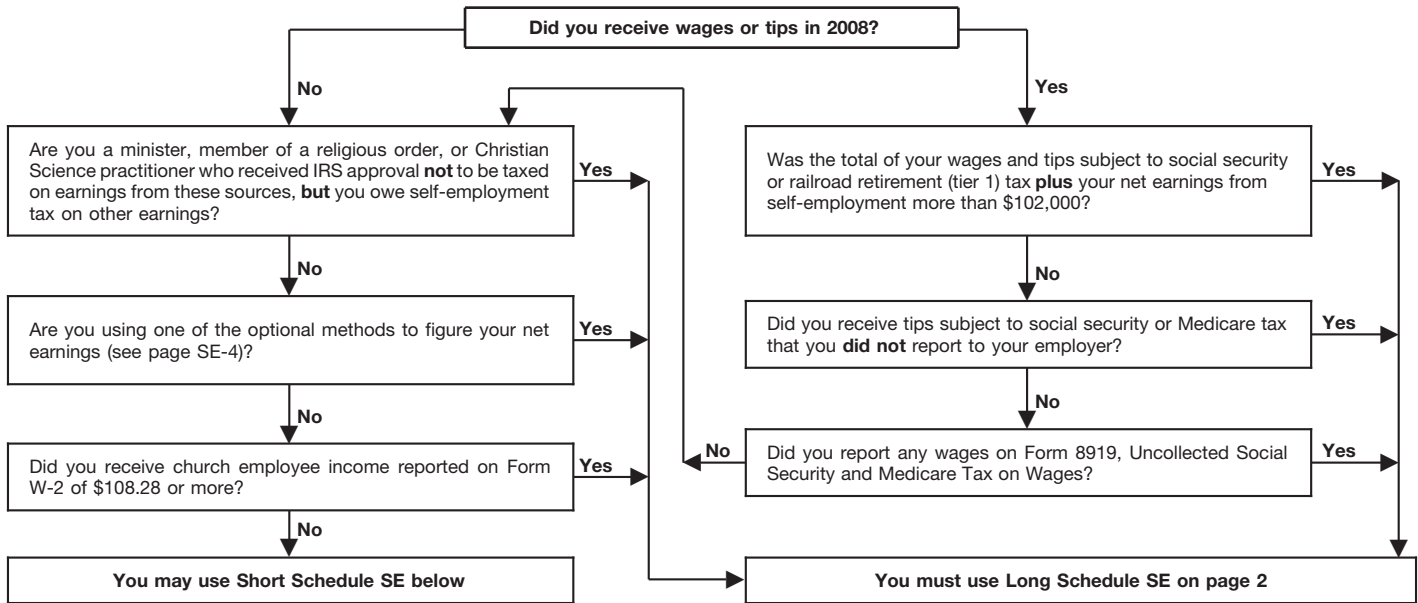 Did you receive wages or tips in 2008?
No
Yes
Are you a minister, member of a religious order, or Christian
Science practitioner who received IRS approval not to be taxed
on earnings from these sources, but you owe self-employment
tax on other earnings?
Yes
Was the total of your wages and tips subject to social security
or railroad retirement (tier 1) tax plus your net earnings from
self-employment more than $102,000?
Yes
No
No
Are you using one of the optional methods to figure your net
earnings (see page SE-4)?
Yes
Did you receive tips subject to social security or Medicare tax
that you did not report to your employer?
Yes
No
No
Did you receive church employee income reported on Form
W-2 of $108.28 or more?
Yes
No
Did you report any wages on Form 8919, Uncollected Social
Security and Medicare Tax on Wages?
Yes
No
You may use Short Schedule SE below
You must use Long Schedule SE on page 2